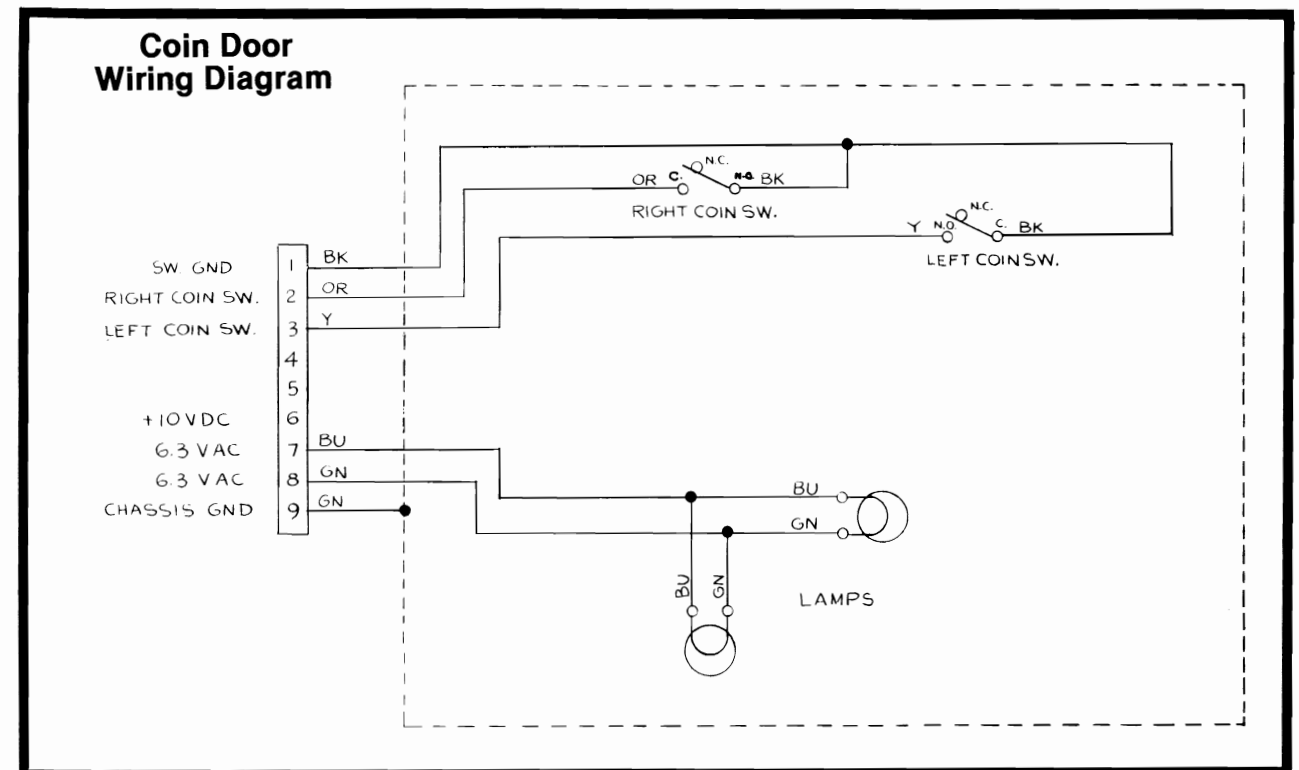 Coin Door
Wiring Diagram
OR C. N.C. N.O. BK
RIGHT COIN SW.
Y N.O. N.C. C. BK
LEFT COIN SW.
SW GND 1 BK
RIGHT COIN SW. 2 OR
LEFT COIN SW. 3 Y
4
5
+10VDC 6
6.3 VAC 7 BU
6.3 VAC 8 GN
CHASSIS GND 9 GN
BU
GN
BU GN
LAMPS